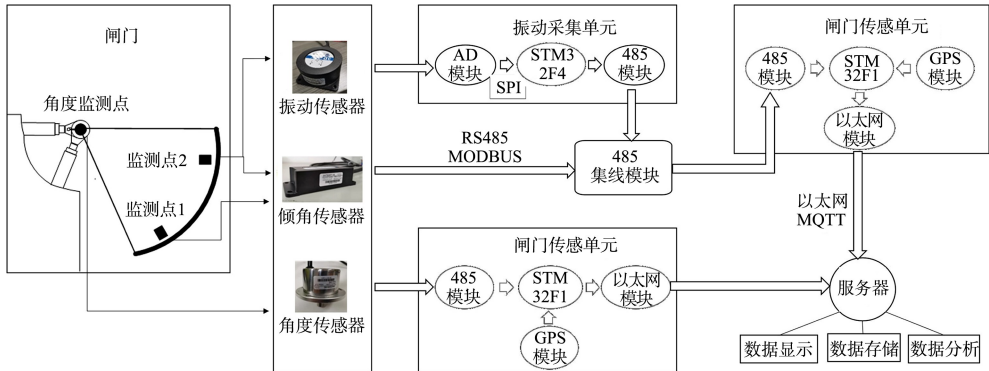 闸门
角度监测点
监测点2
监测点1
振动传感器
倾角传感器
角度传感器
振动采集单元
AD
模块
SPI
STM3
2F4
485
模块
RS485
MODBUS
485
集线模块
闸门传感单元
485
模块
STM
32F1
GPS
模块
以太网
模块
以太网
MQTT
闸门传感单元
485
模块
STM
32F1
以太网
模块
GPS
模块
服务器
数据显示
数据存储
数据分析